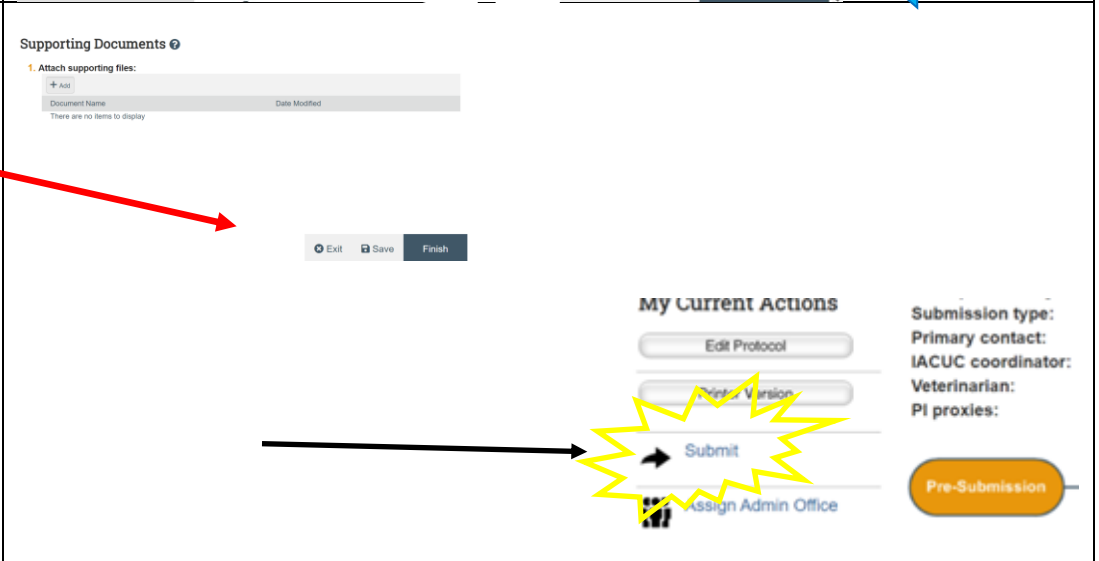 Supporting Documents
1. Attach supporting files:
+ Add
Document Name Date Modified
There are no items to display
Exit Save Finish
My Current Actions
Edit Protocol
Printer Version
Submit
Assign Admin Office
Submission type:
Primary contact:
IACUC coordinator:
Veterinarian:
PI proxies:
Pre-Submission